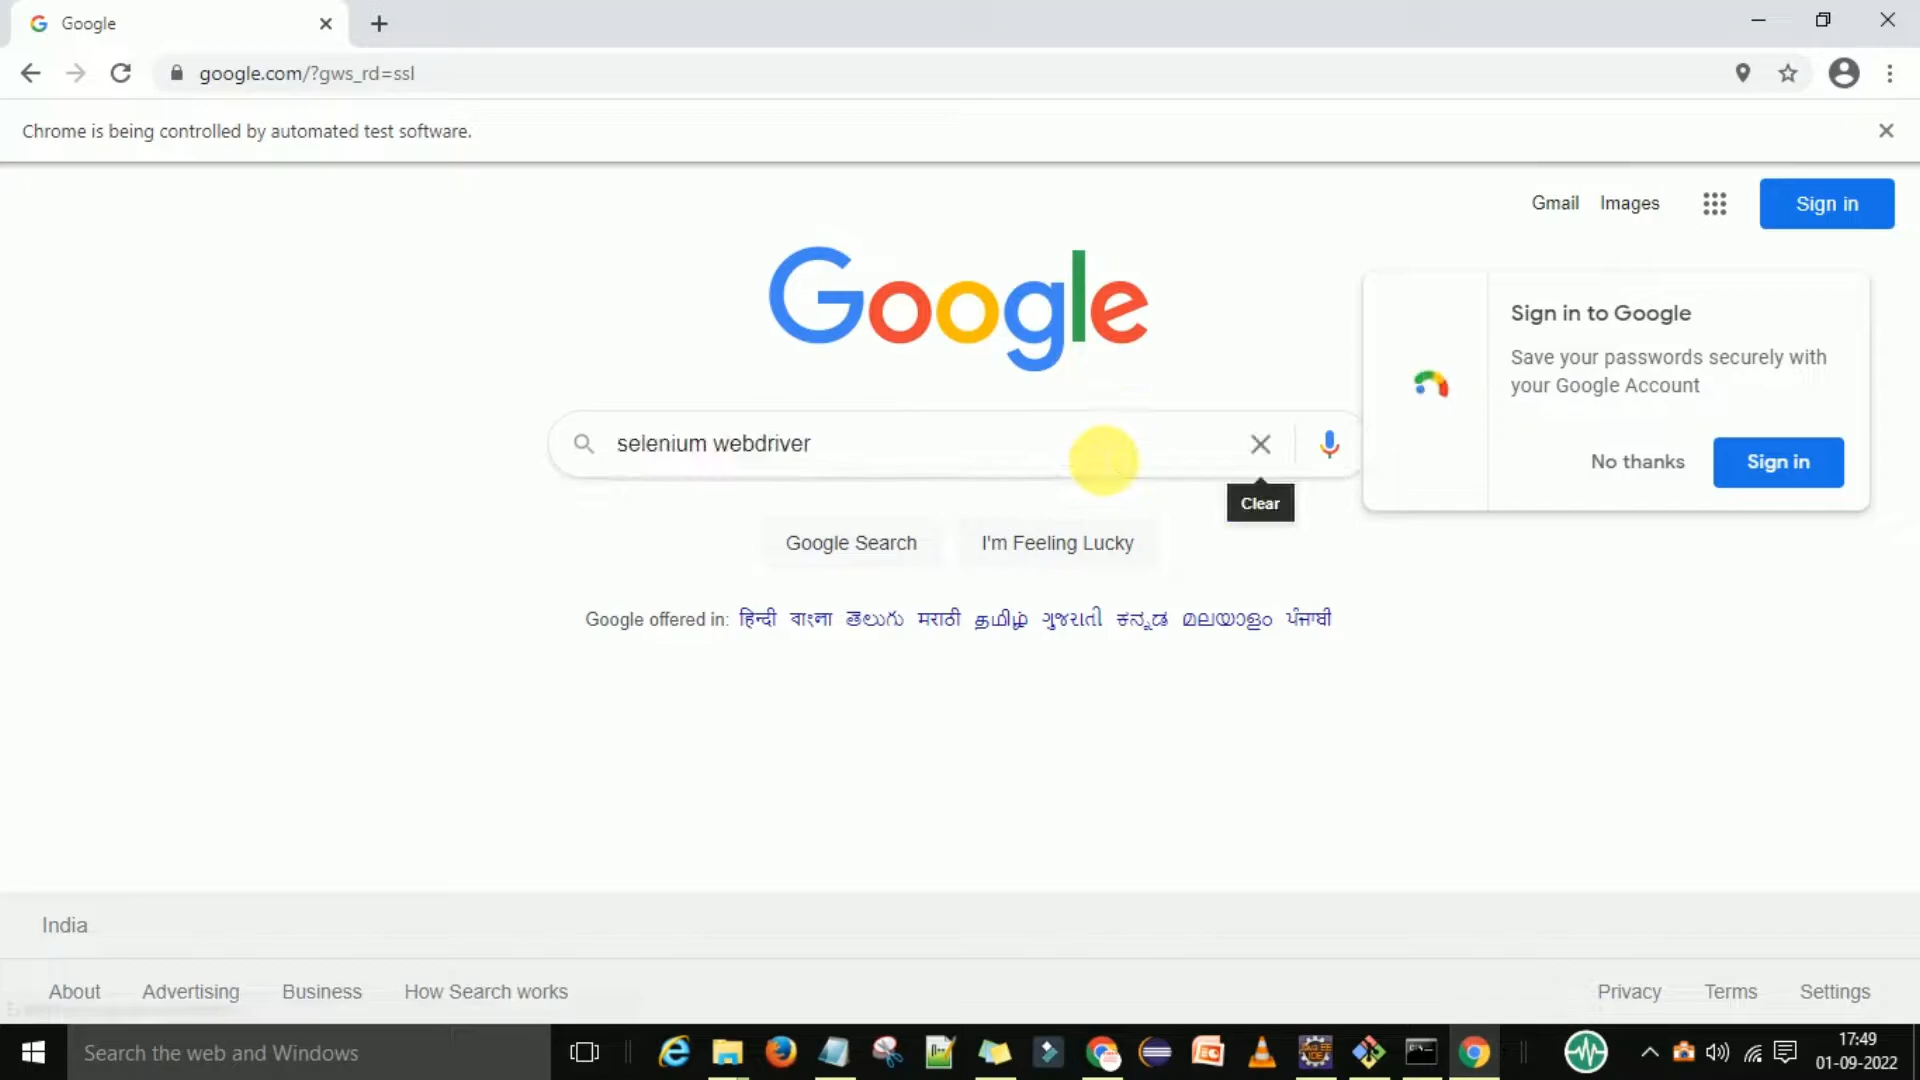 Google
google.com/?gws_rd=ssl
Chrome is being controlled by automated test software.
Gmail Images Sign in
Google
Sign in to Google
Save your passwords securely with
your Google Account
No thanks Sign in
selenium webdriver
Clear
Google Search I'm Feeling Lucky
Google offered in: हिन्दी বাংলা తెలుగు मराठी தமிழ் ગુજરાતી ಕನ್ನಡ മലയാളം ਪੰਜਾਬੀ
India
About Advertising Business How Search works Privacy Terms Settings
Search the web and Windows
17:49
01-09-2022